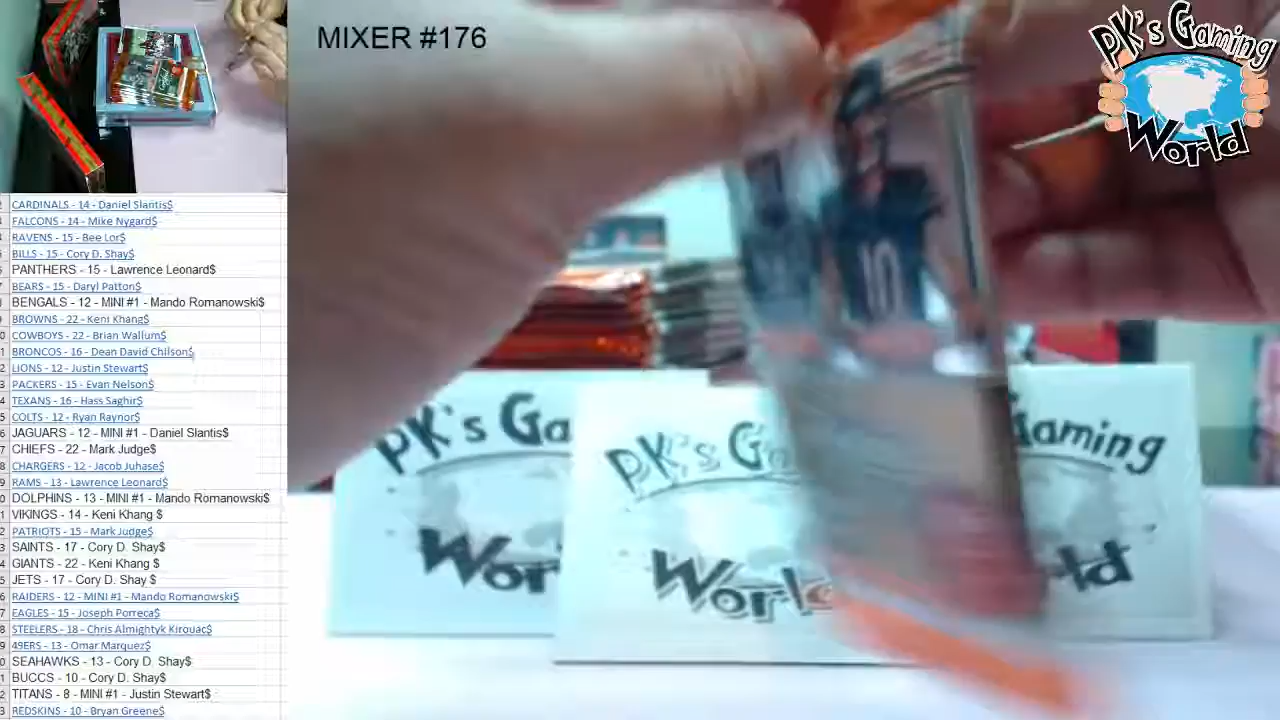 MIXER #176
PK's Gaming
World
CARDINALS - 14 - Daniel Slantis$
FALCONS - 14 - Mike Nygard$
RAVENS - 15 - Bee Lor$
BILLS - 15 - Cory D. Shay$
PANTHERS - 15 - Lawrence Leonard$
BEARS - 15 - Daryl Patton$
BENGALS - 12 - MINI #1 - Mando Romanowski$
BROWNS - 22 - Keni Khang$
COWBOYS - 22 - Brian Wallum$
BRONCOS - 16 - Dean David Chilson$
LIONS - 12 - Justin Stewart$
PACKERS - 15 - Evan Nelson$
TEXANS - 16 - Hass Saghir$
COLTS - 12 - Ryan Raynor$
JAGUARS - 12 - MINI #1 - Daniel Slantis$
CHIEFS - 22 - Mark Judge$
CHARGERS - 12 - Jacob Juhase$
RAMS - 13 - Lawrence Leonard$
DOLPHINS - 13 - MINI #1 - Mando Romanowski$
VIKINGS - 14 - Keni Khang $
PATRIOTS - 15 - Mark Judge$
SAINTS - 17 - Cory D. Shay$
GIANTS - 22 - Keni Khang $
JETS - 17 - Cory D. Shay $
RAIDERS - 12 - MINI #1 - Mando Romanowski$
EAGLES - 15 - Joseph Porreca$
STEELERS - 18 - Chris Almightyk Kirouac$
49ERS - 13 - Omar Marquez$
SEAHAWKS - 13 - Cory D. Shay$
BUCCS - 10 - Cory D. Shay$
TITANS - 8 - MINI #1 - Justin Stewart$
REDSKINS - 10 - Bryan Greene$
10
PK's Ga
Wor
PK's Ga
World
Gaming
ld